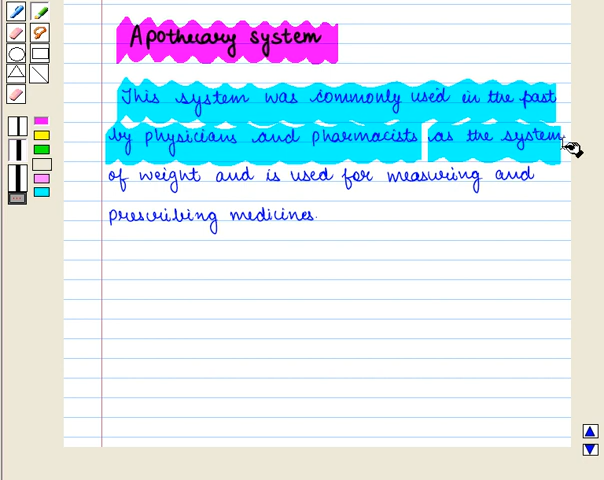 Apothecary system
This system was commonly used in the past
by physicians and pharmacists as the system
of weight and is used for measuring and
prescribing medicines.